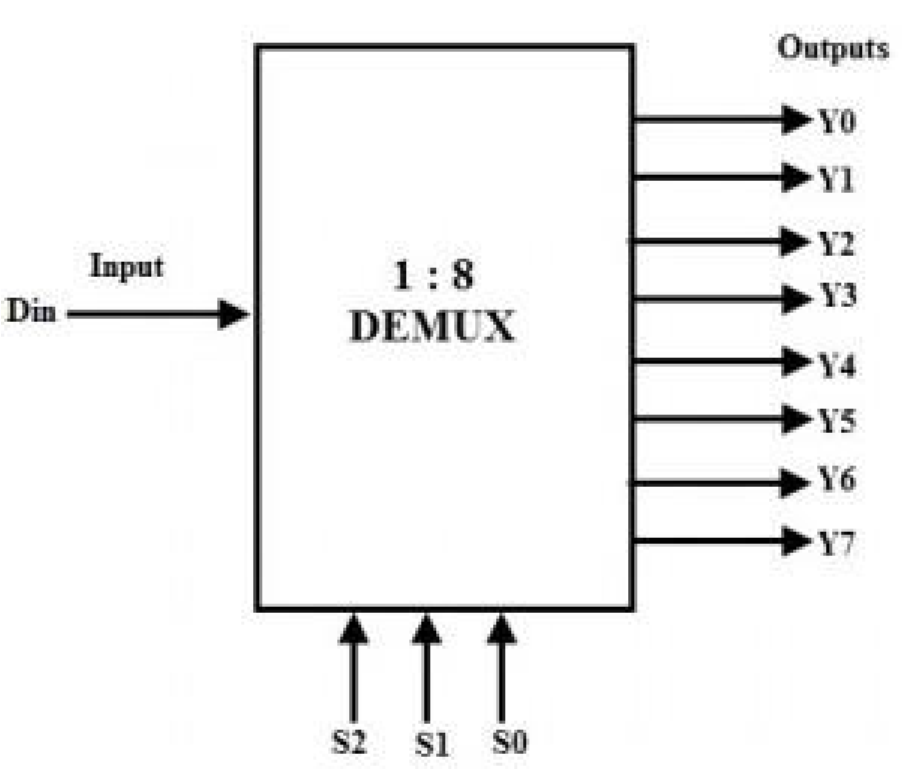 Outputs
Y0
Y1
Y2
Input
Y3
Din
1 : 8
DEMUX
Y4
Y5
Y6
Y7
S2 S1 S0